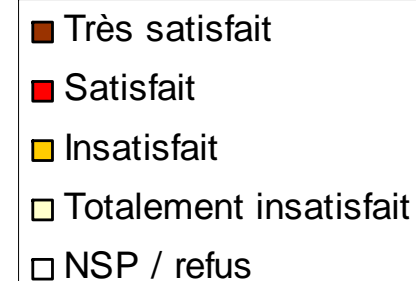 Très satisfait
Satisfait
Insatisfait
Totalement insatisfait
NSP / refus